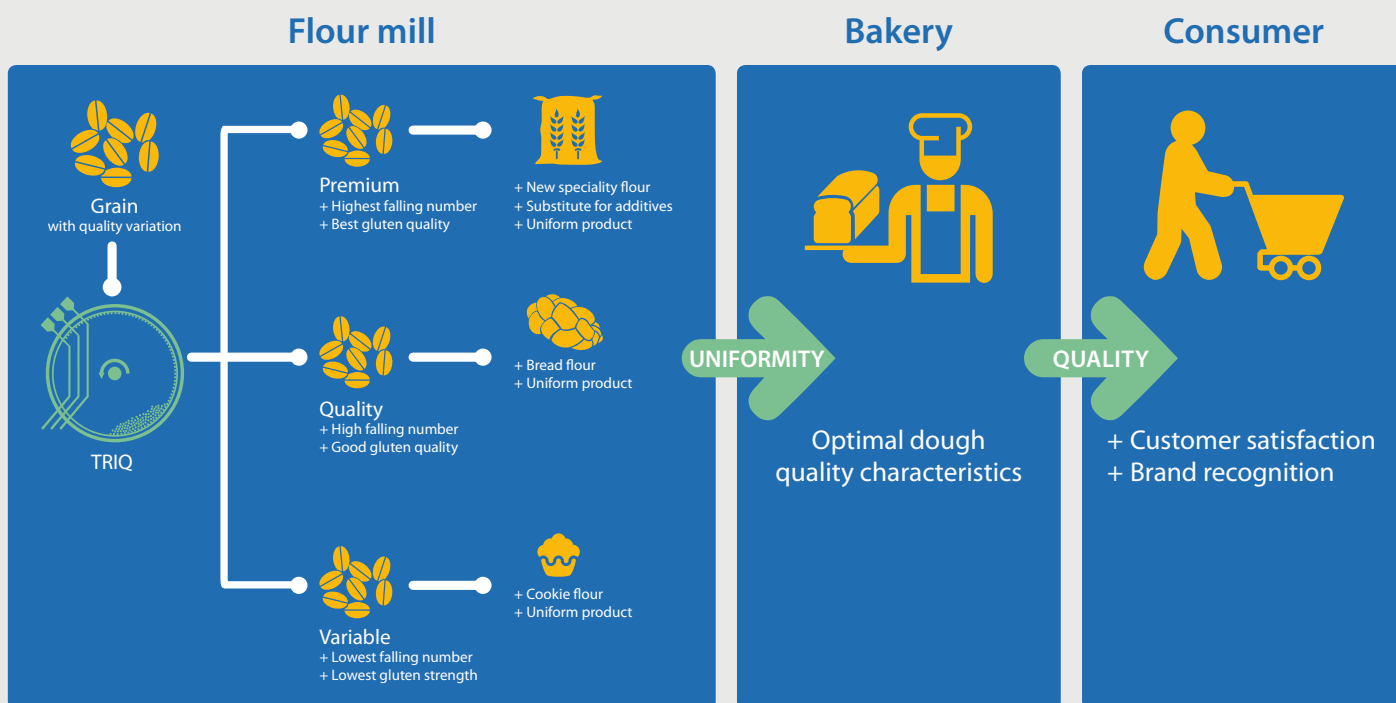 Flour mill
Grain
with quality variation
TRIQ
Premium
+ Highest falling number
+ Best gluten quality
+ New speciality flour
+ Substitute for additives
+ Uniform product
Quality
+ High falling number
+ Good gluten quality
+ Bread flour
+ Uniform product
Variable
+ Lowest falling number
+ Lowest gluten strength
+ Cookie flour
+ Uniform product
UNIFORMITY
Bakery
Optimal dough
quality characteristics
QUALITY
Consumer
+ Customer satisfaction
+ Brand recognition